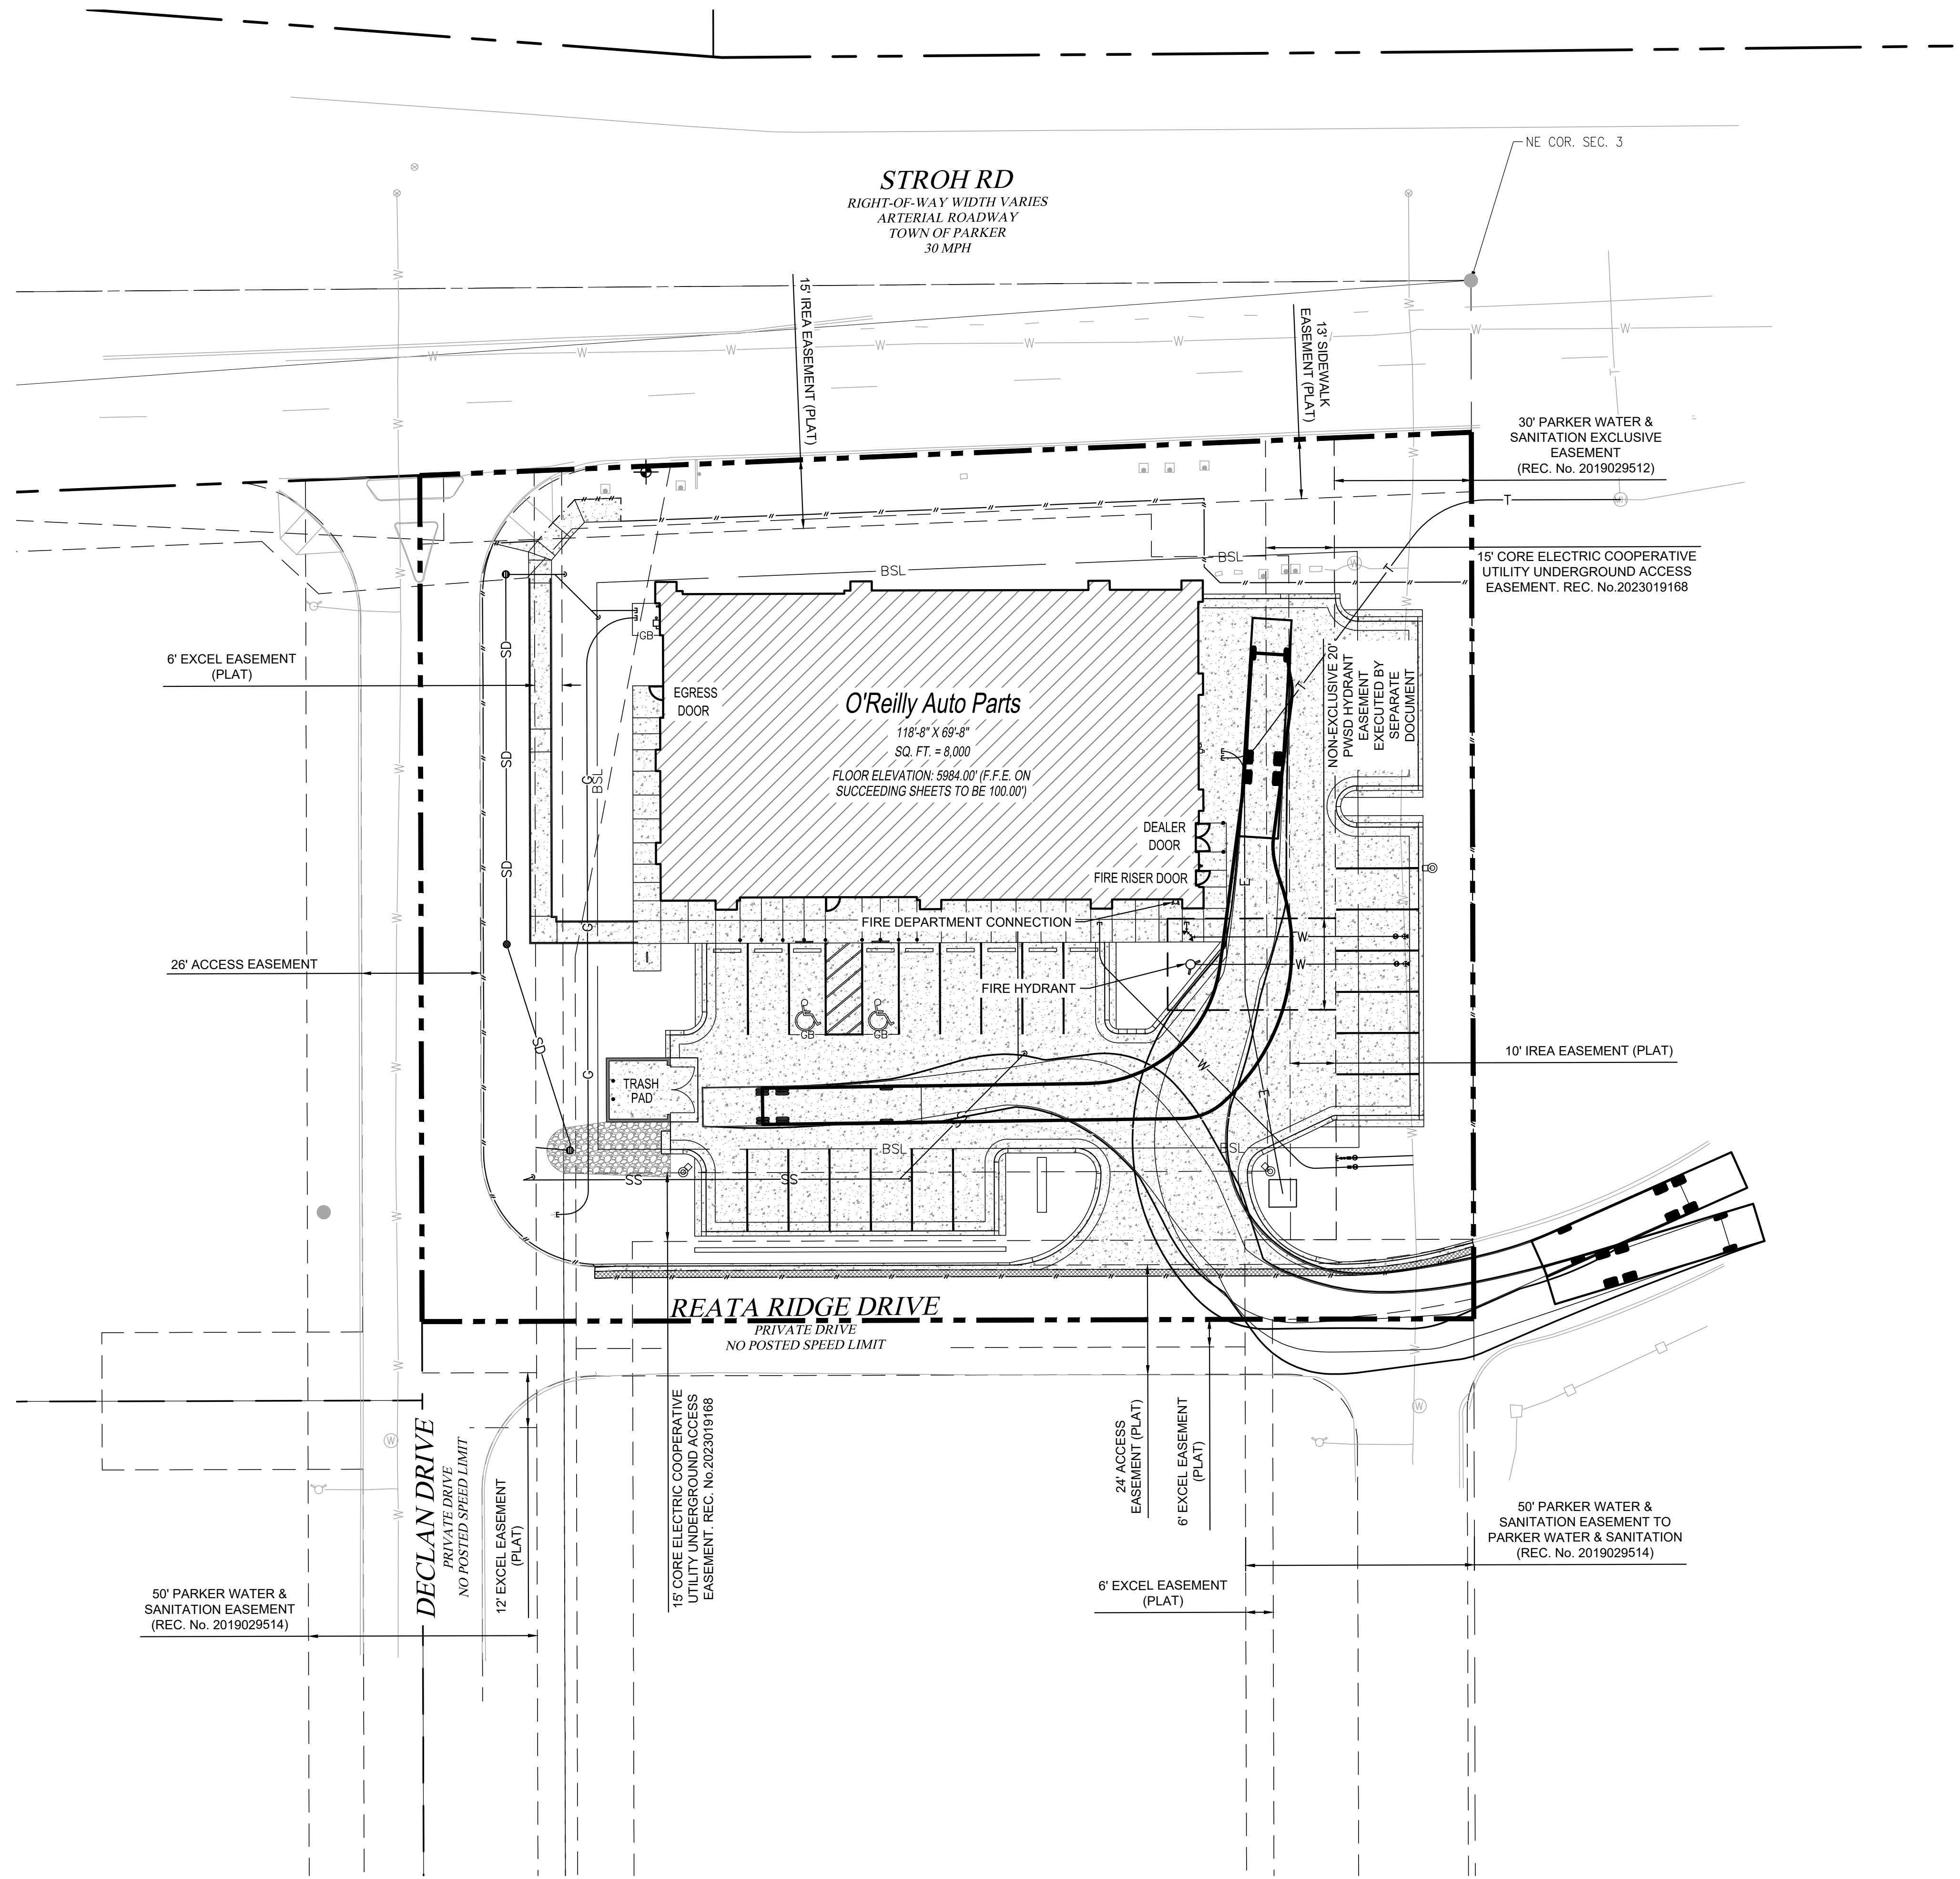 NE COR. SEC. 3
STROH RD
RIGHT-OF-WAY WIDTH VARIES
ARTERIAL ROADWAY
TOWN OF PARKER
30 MPH
15' IREA EASEMENT (PLAT)
13' SIDEWALK
EASEMENT (PLAT)
30' PARKER WATER &
SANITATION EXCLUSIVE
EASEMENT
(REC. No. 2019029512)
15' CORE ELECTRIC COOPERATIVE
UTILITY UNDERGROUND ACCESS
EASEMENT. REC. No.2023019168
W
W
W
W
W
W
W
W
W
T
T
T
BSL
BSL
BSL
BSL
BSL
6' EXCEL EASEMENT
(PLAT)
SD
SD
SD
SD
G
G
G
GB
EGRESS
DOOR
O'Reilly Auto Parts
118'-8" X 69'-8"
SQ. FT. = 8,000
FLOOR ELEVATION: 5984.00' (F.F.E. ON
SUCCEEDING SHEETS TO BE 100.00')
NON-EXCLUSIVE 20'
PWSD HYDRANT
EASEMENT
EXECUTED BY
SEPARATE
DOCUMENT
DEALER
DOOR
FIRE RISER DOOR
FIRE DEPARTMENT CONNECTION
FIRE HYDRANT
W
W
W
E
E
26' ACCESS EASEMENT
GB
GB
10' IREA EASEMENT (PLAT)
TRASH
PAD
SS
SS
SS
REATA RIDGE DRIVE
PRIVATE DRIVE
NO POSTED SPEED LIMIT
DECLAN DRIVE
PRIVATE DRIVE
NO POSTED SPEED LIMIT
12' EXCEL EASEMENT
(PLAT)
15' CORE ELECTRIC COOPERATIVE
UTILITY UNDERGROUND ACCESS
EASEMENT. REC. No.2023019168
24' ACCESS
EASEMENT (PLAT)
6' EXCEL EASEMENT
(PLAT)
50' PARKER WATER &
SANITATION EASEMENT TO
PARKER WATER & SANITATION
(REC. No. 2019029514)
6' EXCEL EASEMENT
(PLAT)
50' PARKER WATER &
SANITATION EASEMENT
(REC. No. 2019029514)